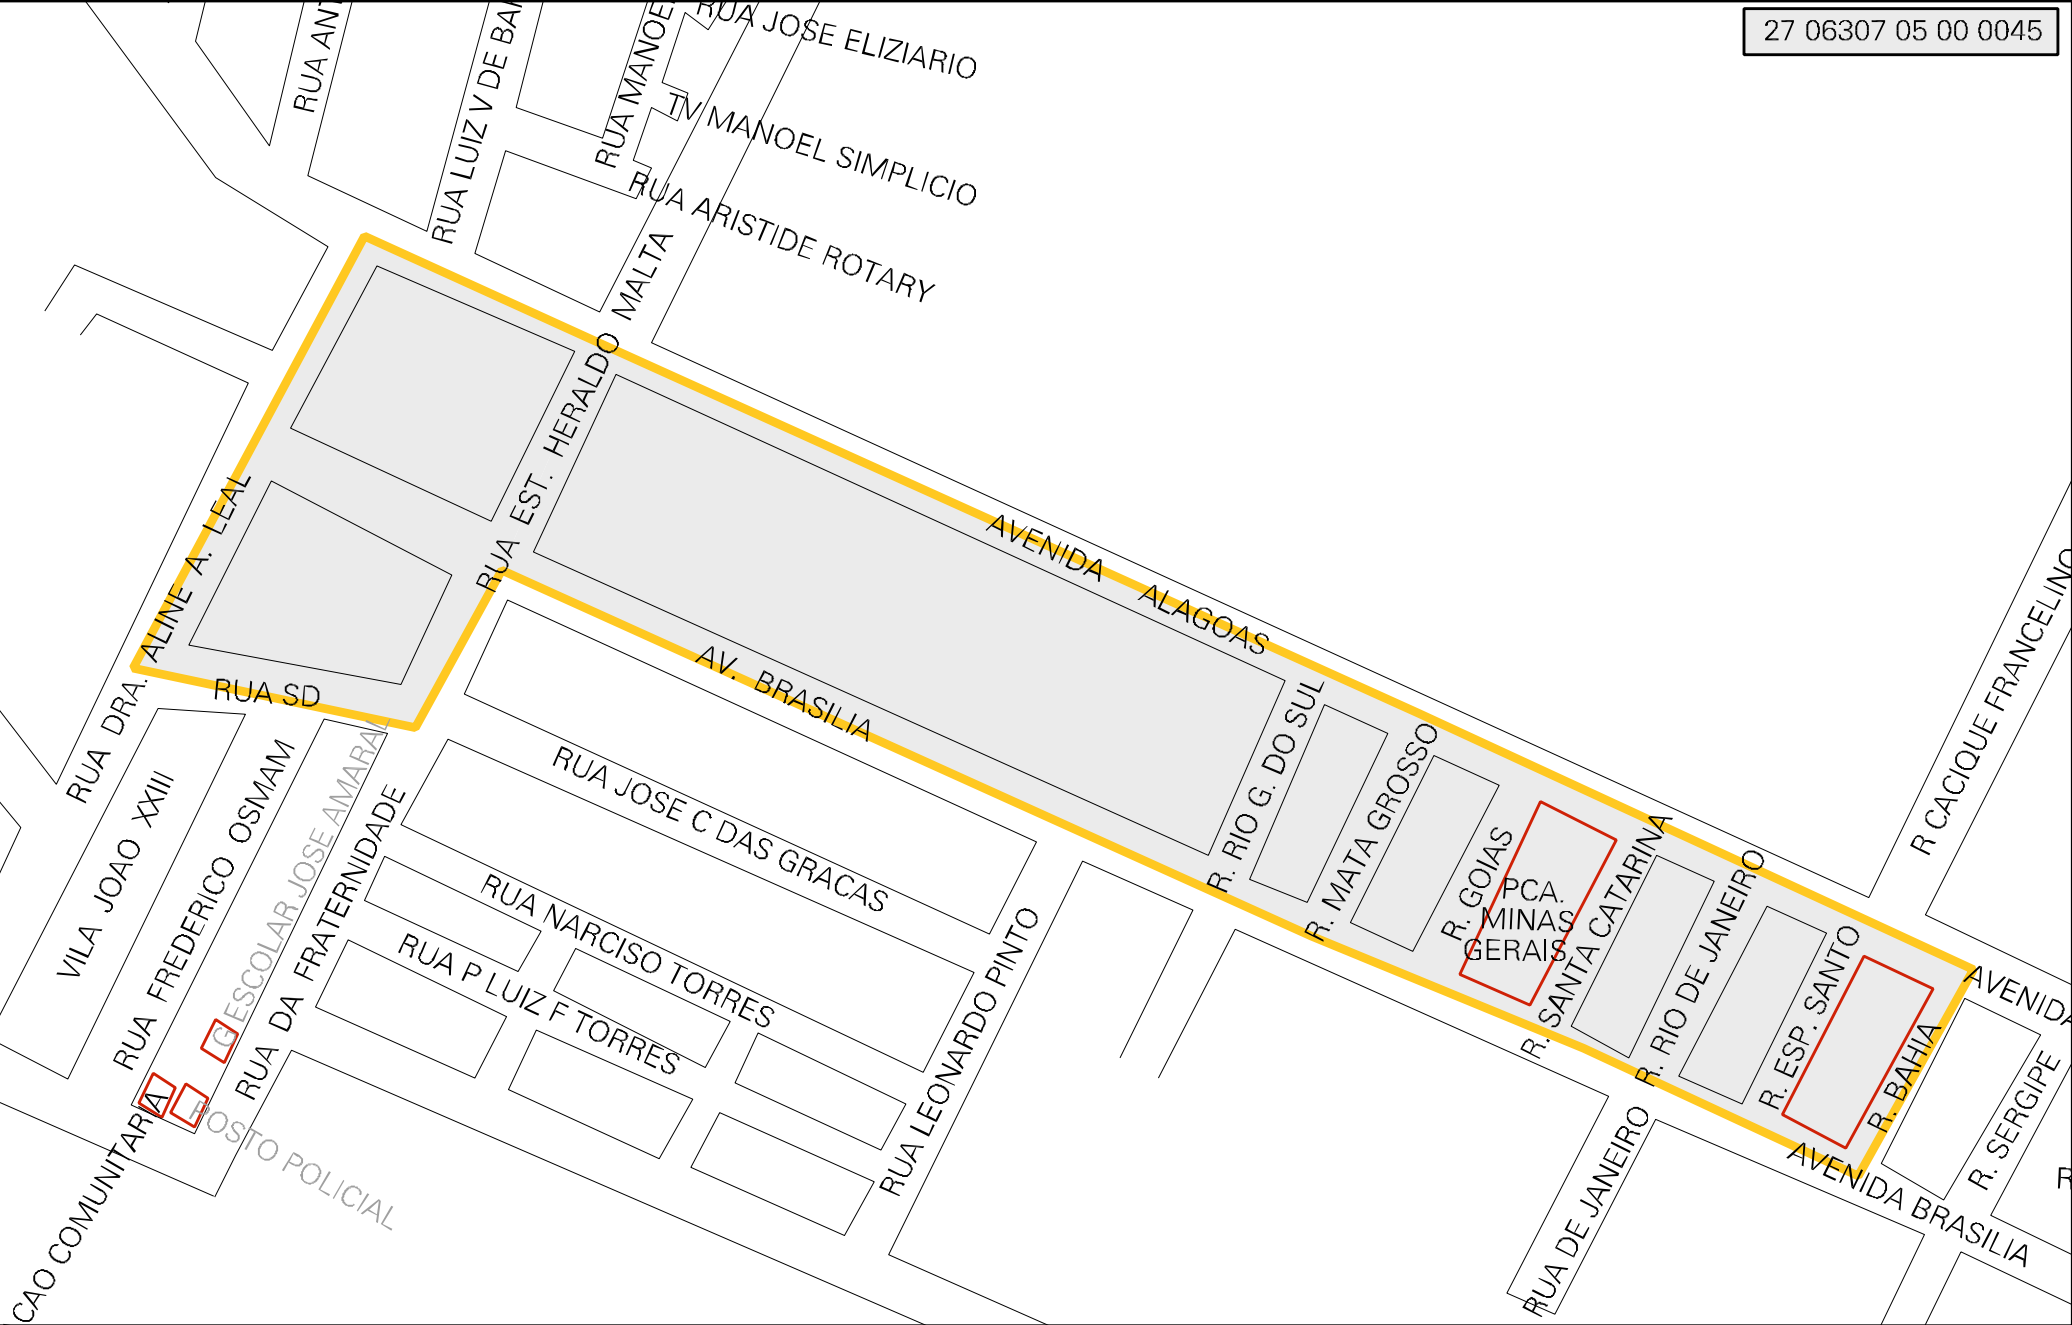 27 06307 05 00 0045
RUA JOSE ELIZIARIO
TV MANOEL SIMPLICIO
RUA ARISTIDE ROTARY
RUA
RUA LUIZ V DE
RUA
RUA EST. HERALDO MALTA
AVENIDA ALAGOAS
AV. BRASILIA
RUA DRA. ALINE A. LEAL
RUA SD
R CACIQUE FRANCELINO
R. RIO G. DO SUL
R. MATA GROSSO
R. GOIAS
PCA.
MINAS
GERAIS
R. SANTA CATARINA
R. RIO DE JANEIRO
R. ESP. SANTO
R. BAHIA
AVENIDA
R. SERGIPE
AVENIDA BRASILIA
RUA DE JANEIRO
RUA JOSE C DAS GRACAS
RUA NARCISO TORRES
RUA P LUIZ F TORRES
RUA LEONARDO PINTO
VILA JOAO XXIII
RUA FREDERICO OSMAM
G ESCOLAR JOSE AMARAL
RUA DA FRATERNIDADE
POSTO POLICIAL
CAO COMUNITARIA